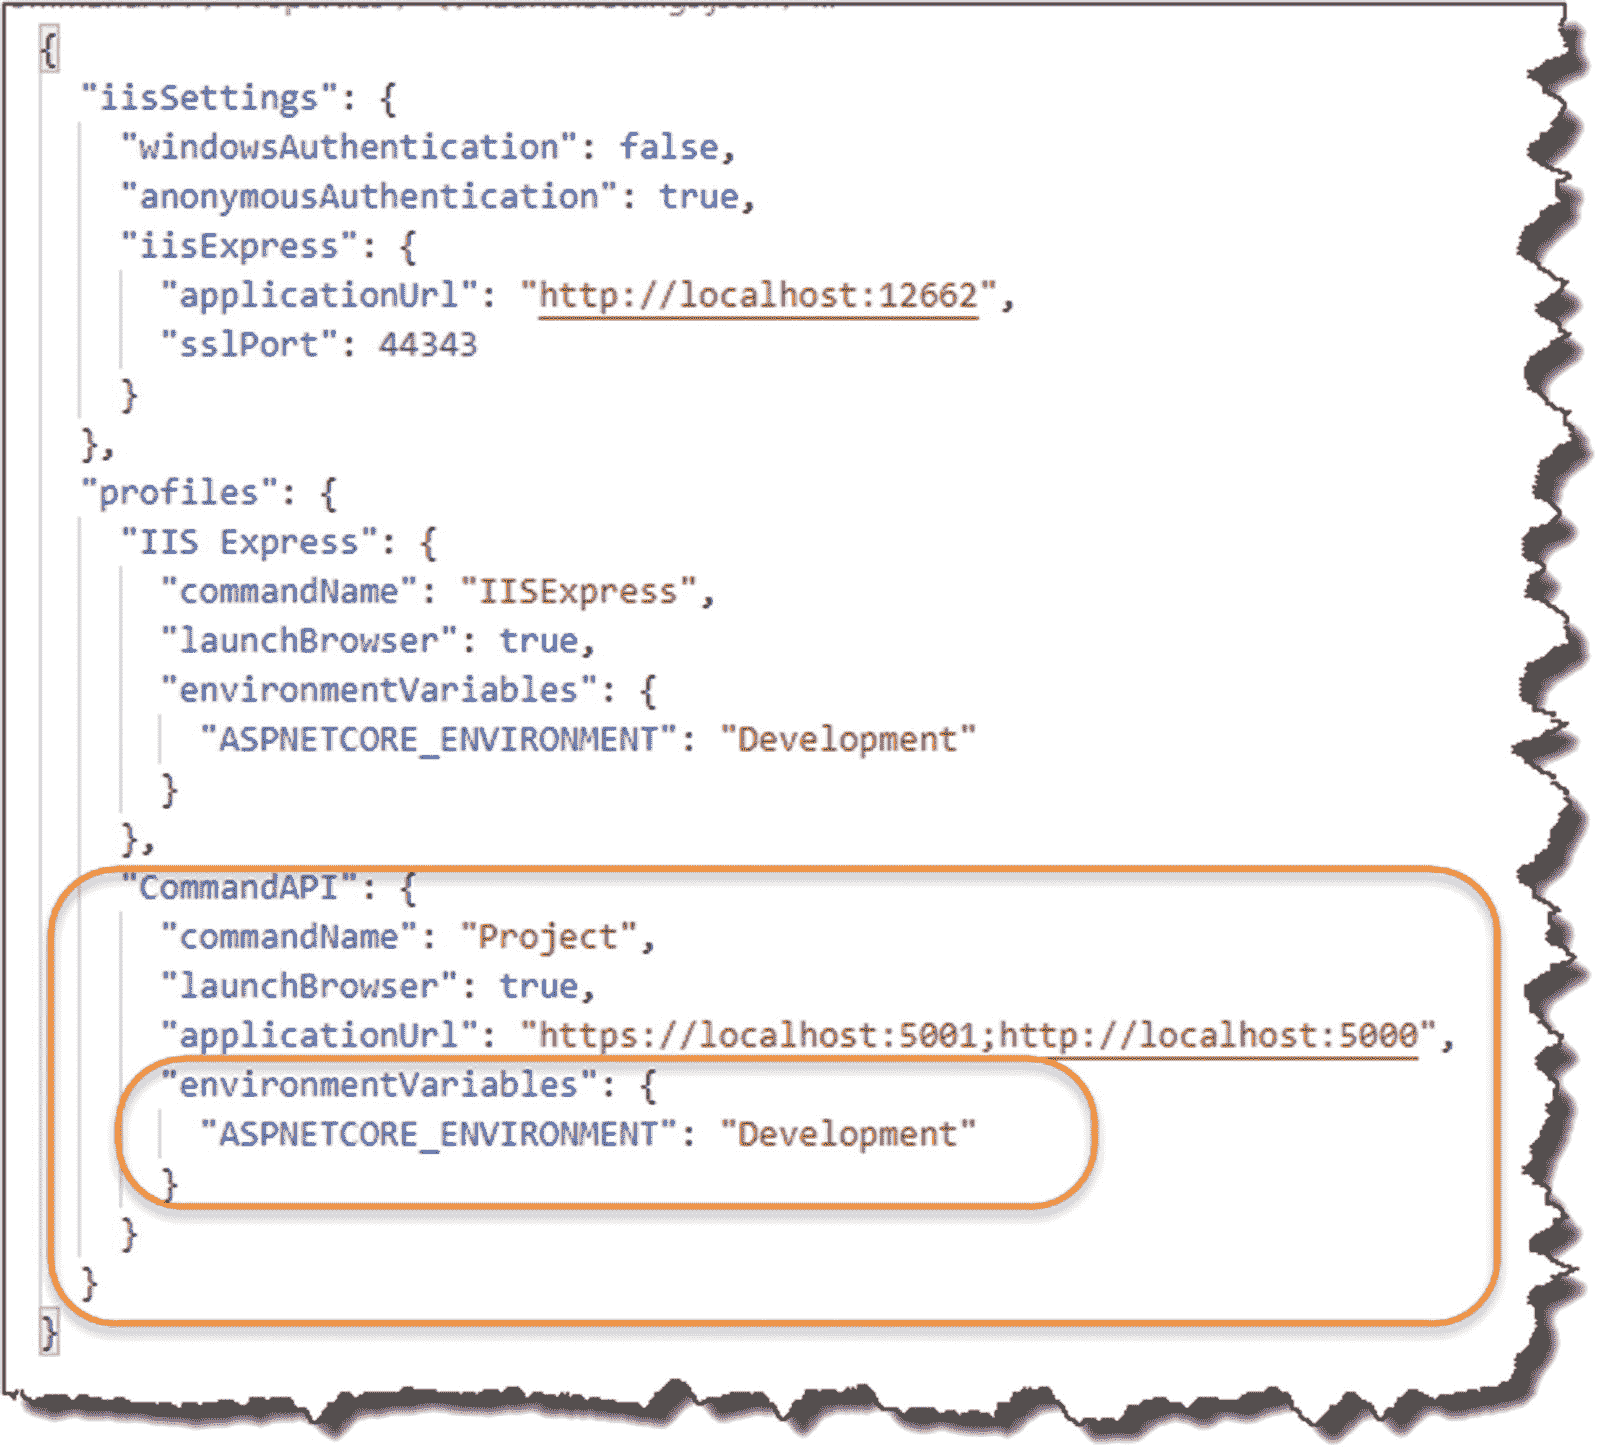 {
"iisSettings": {
"windowsAuthentication": false,
"anonymousAuthentication": true,
"iisExpress": {
"applicationUrl": "http://localhost:12662",
"sslPort": 44343
}
},
"profiles": {
"IIS Express": {
"commandName": "IISExpress",
"launchBrowser": true,
"environmentVariables": {
"ASPNETCORE_ENVIRONMENT": "Development"
}
},
"CommandAPI": {
"commandName": "Project",
"launchBrowser": true,
"applicationUrl": "https://localhost:5001;http://localhost:5000",
"environmentVariables": {
"ASPNETCORE_ENVIRONMENT": "Development"
}
}
}
}